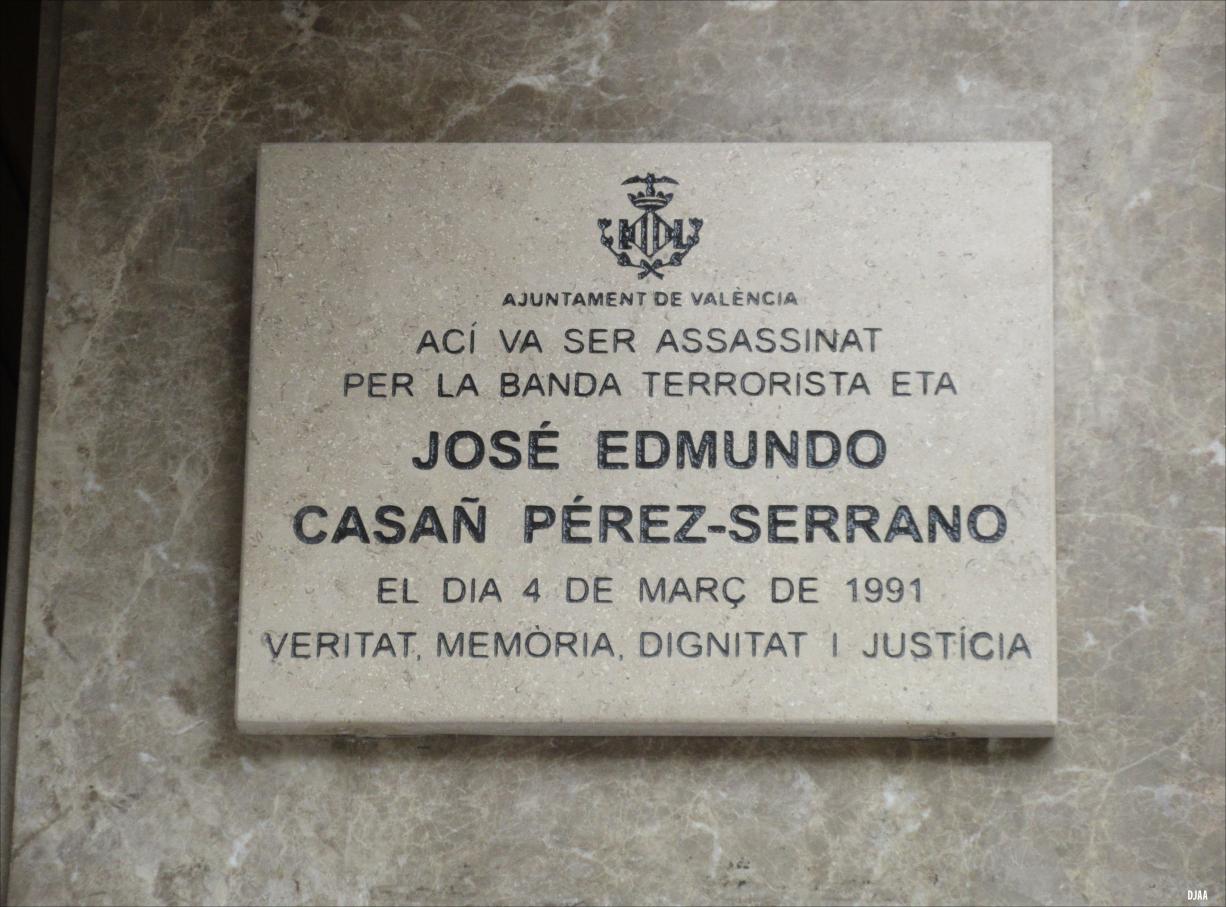 AJUNTAMENT DE VALÈNCIA
ACÍ VA SER ASSASSINAT
PER LA BANDA TERRORISTA ETA
JOSÉ EDMUNDO
CASAÑ PÉREZ-SERRANO
EL DIA 4 DE MARÇ DE 1991
VERITAT, MEMÒRIA, DIGNITAT I JUSTÍCIA
DJAA